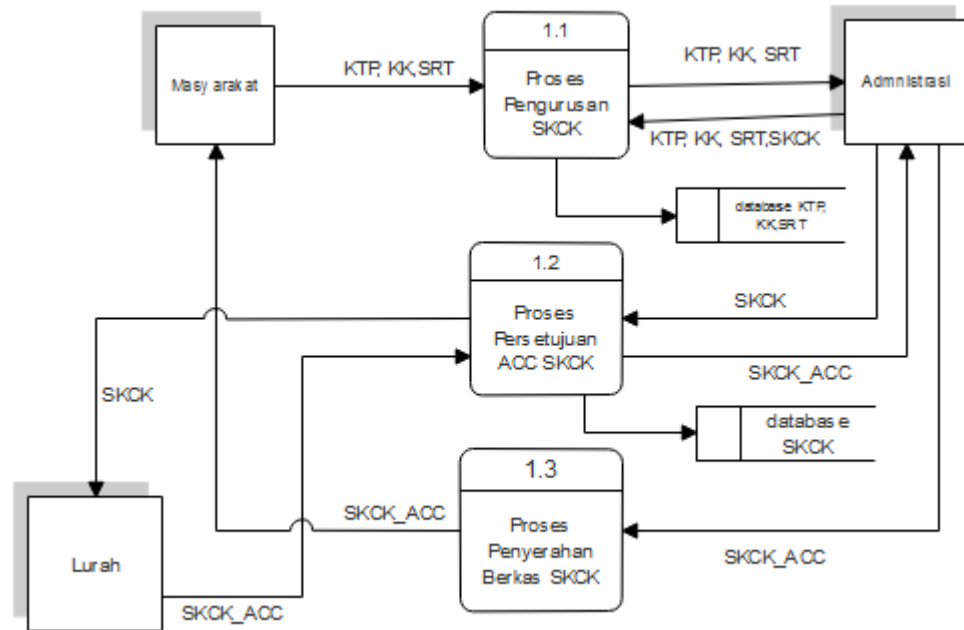 1.1
Masyarakat
KTP, KK,SRT
Proses
Pengurusan
SKCK
KTP, KK, SRT
Admnistrasi
KTP, KK, SRT,SKCK
database KTP,
KK,SRT
1.2
Proses
Persetujuan
ACC SKCK
SKCK
SKCK_ACC
SKCK
database
SKCK
1.3
Proses
Penyerahan
Berkas SKCK
SKCK_ACC
SKCK_ACC
Lurah
SKCK_ACC